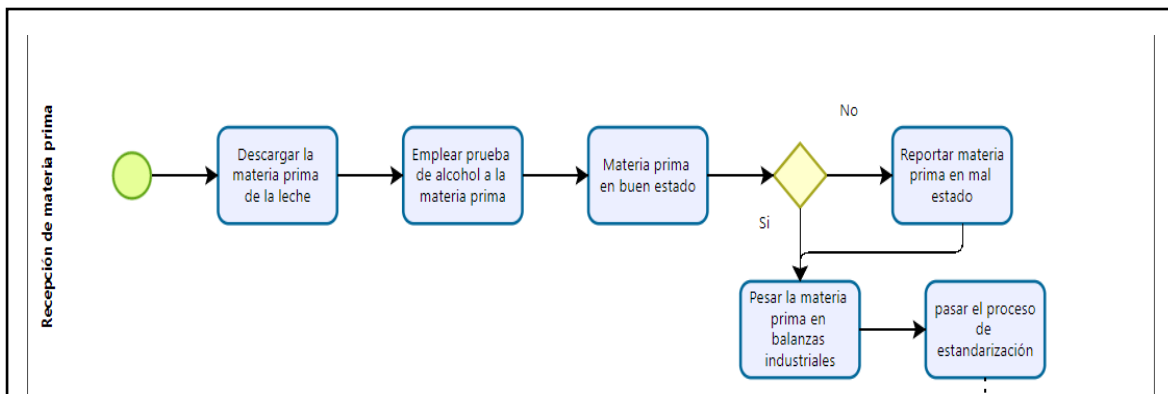 Recepción de materia prima
Descargar la
materia prima
de la leche
Emplear prueba
de alcohol a la
materia prima
Materia prima
en buen estado
No
Si
Reportar materia
prima en mal
estado
Pesar la materia
prima en
balanzas
industriales
pasar el proceso
de
estandarización